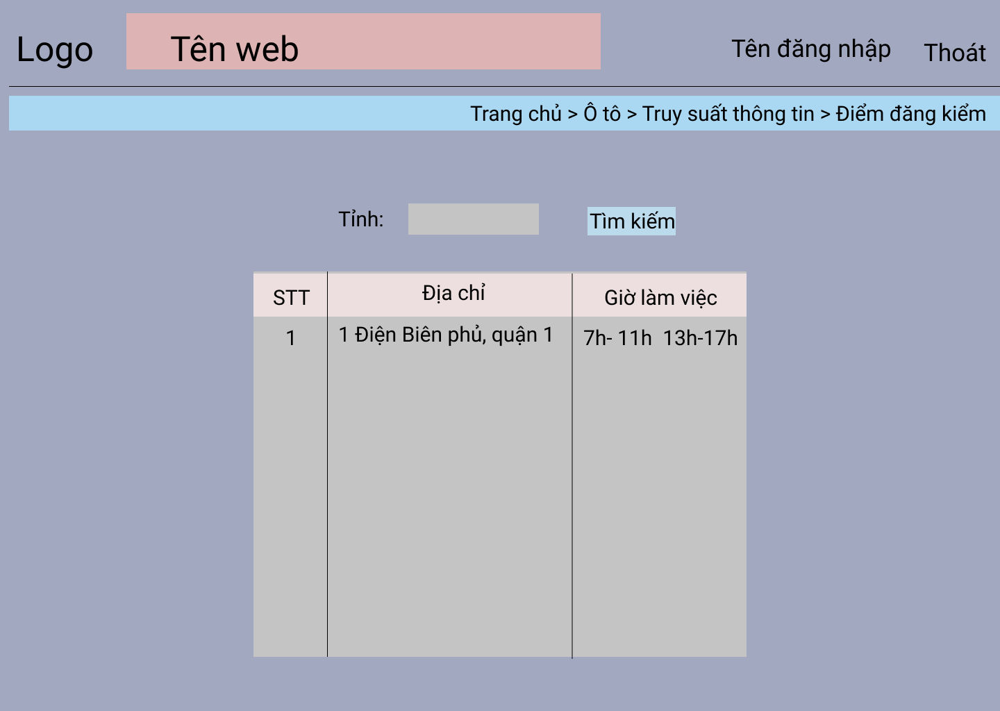 Logo
Tên web
Tên đăng nhập
Thoát
Trang chủ > Ô tô > Truy suất thông tin > Điểm đăng kiểm
Tỉnh:
Tìm kiếm
STT
Địa chỉ
Giờ làm việc
1
1 Điện Biên phủ, quận 1
7h- 11h  13h-17h